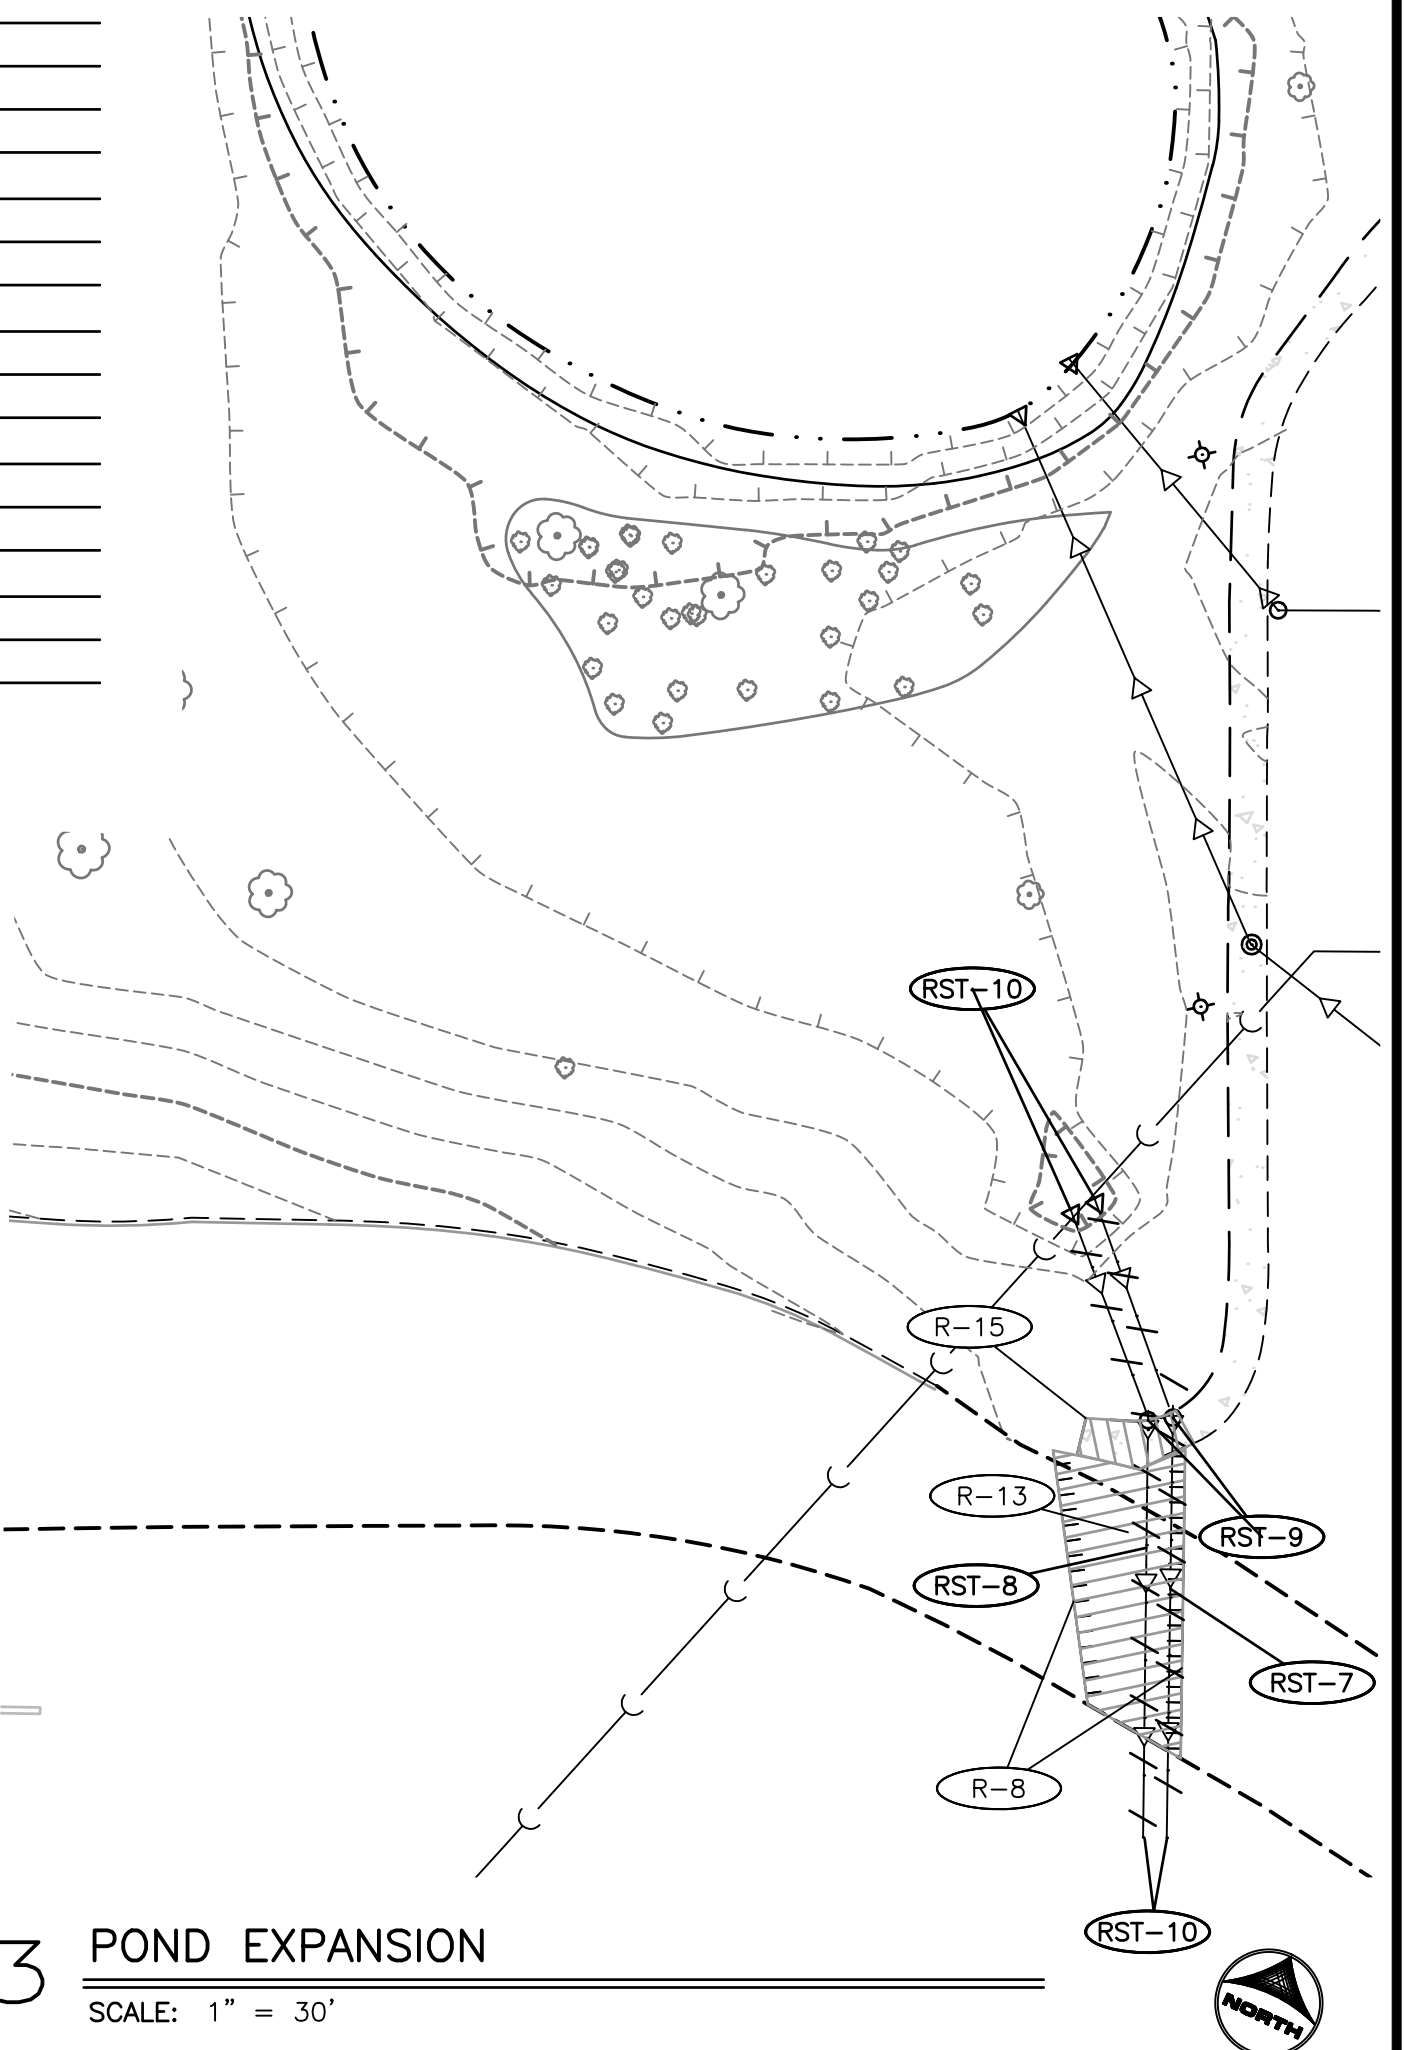 RST-10
R-15
R-13
RST-9
RST-8
RST-7
R-8
RST-10
3 POND EXPANSION
SCALE: 1" = 30'
NORTH